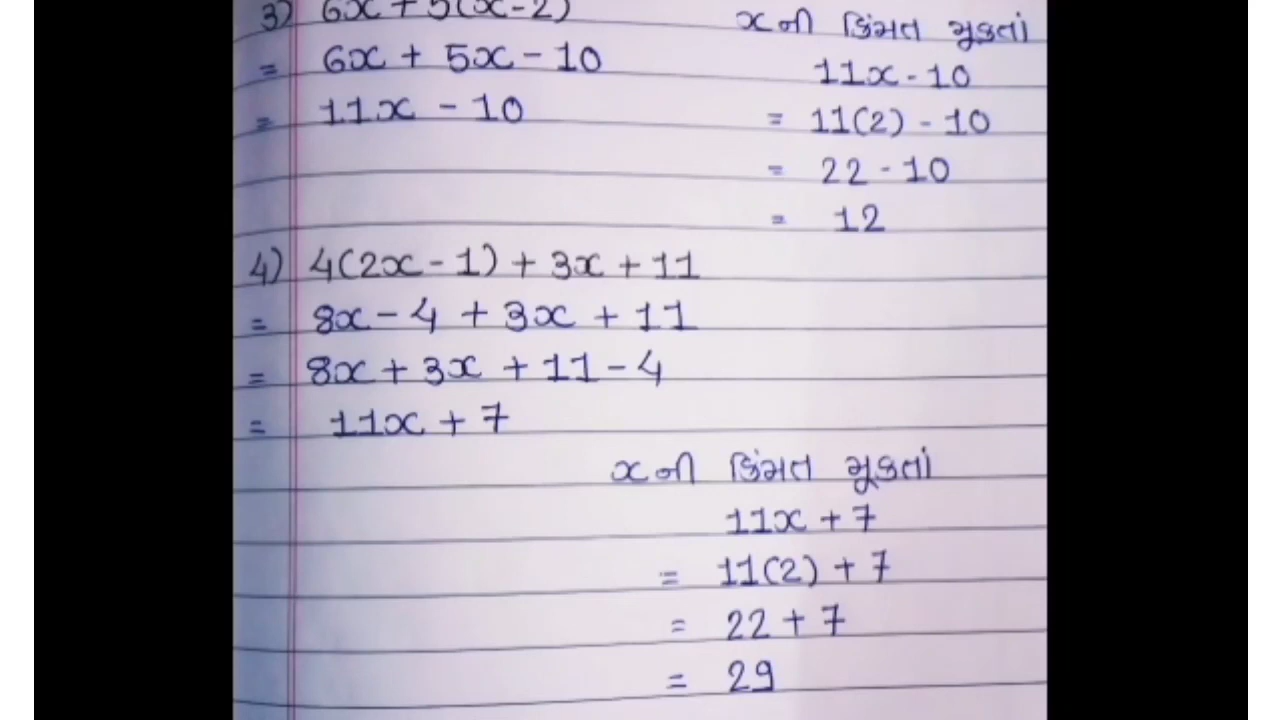 3) 6x + 5(x - 2)
= 6x + 5x - 10
= 11x - 10
x ની કિંમત મૂકતાં
11x - 10
= 11(2) - 10
= 22 - 10
= 12
4) 4(2x - 1) + 3x + 11
= 8x - 4 + 3x + 11
= 8x + 3x + 11 - 4
= 11x + 7
x ની કિંમત મૂકતાં
11x + 7
= 11(2) + 7
= 22 + 7
= 29